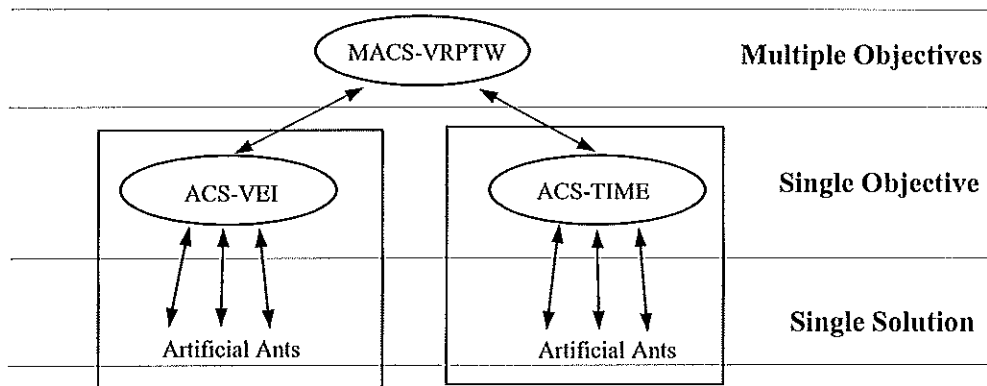 MACS-VRPTW
Multiple Objectives
ACS-VEI
ACS-TIME
Single Objective
Artificial Ants
Artificial Ants
Single Solution